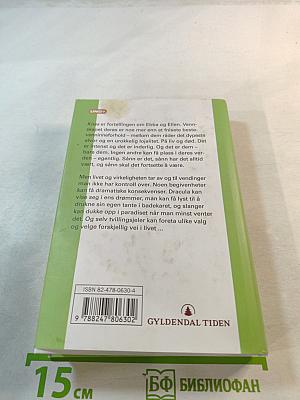 er fortellingen om Ebba og Ellen. Venn-
skapet deres er noe mer enn et frisete beste-
venninneforhold – mellom dem råder det dypeste
alvor og en urokkelig lojalitet. På liv og død. Det
er intenst og det er inderlig. Og det er dem –
bare dem. Ingen andre kan få plass i deres ver-
den – egentlig. Sånn er det, sånn har det alltid
vært, og sånn skal det fortsette å være.
Men livet og virkeligheten tar av og til vendinger
man ikke har kontroll over. Noen begivenheter
kan få dramatiske konsekvenser. Dracula kan
vise seg i ens drømmer, man kan få lyst til å
drukne sin egen tante i badekaret, og slanger
kan dukke opp i paradiset når man minst venter
det. Og selv tvillingsjeler kan foreta ulike valg
og velge forskjellig vei i livet ...
ISBN 82-478-0630-4
9 788247 806302
GYLDENDAL TIDEN
15 см
БФ БИБЛИОФАН